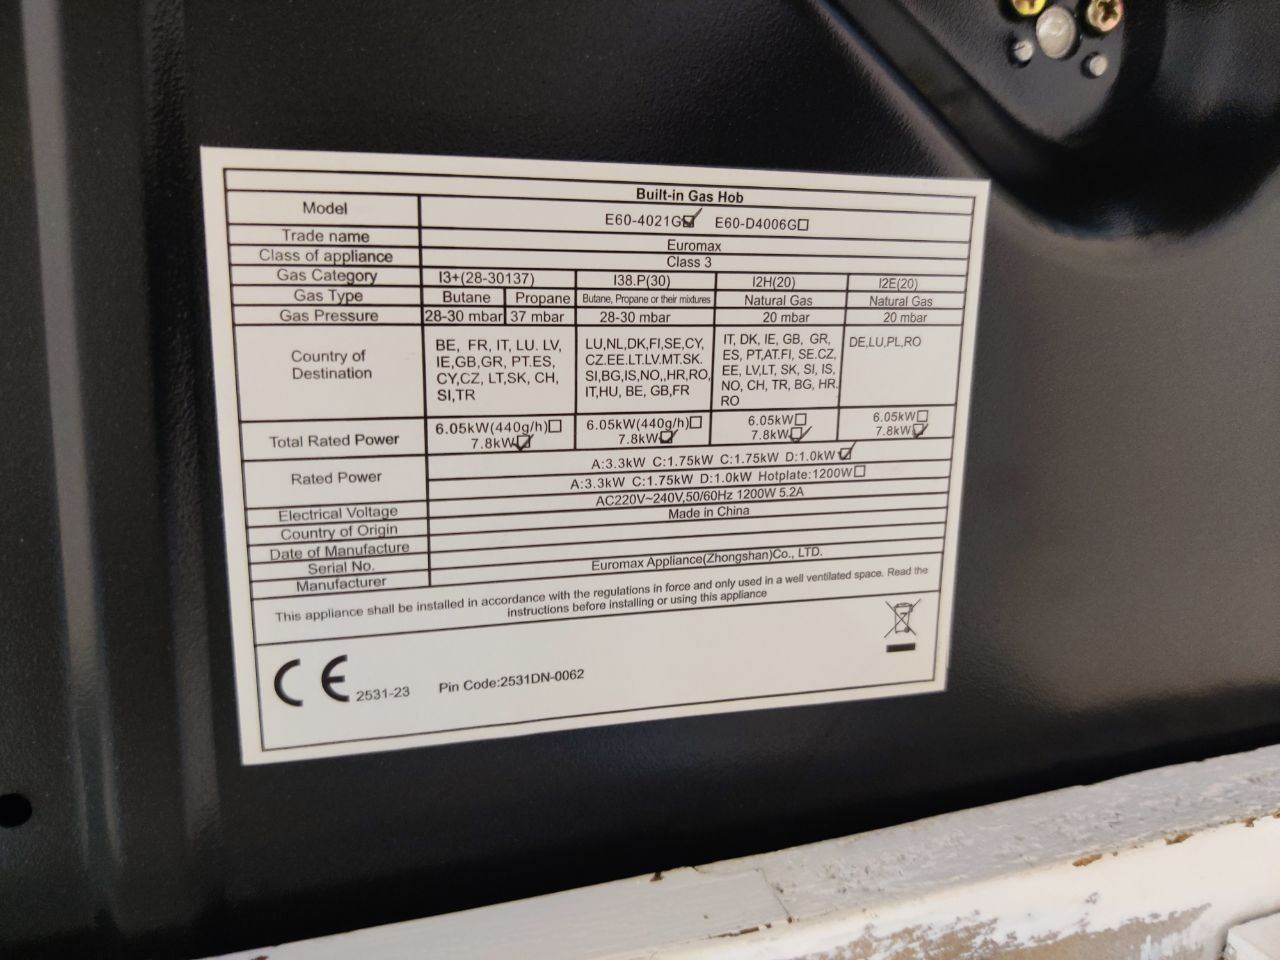 Built-in Gas Hob
Model
E60-4021G☑ E60-D4006G☐
Trade name
Euromax
Class of appliance
Class 3
Gas Category
I3+(28-30137)
I38.P(30)
I2H(20)
I2E(20)
Gas Type
Butane
Propane
Butane, Propane or their mixtures
Natural Gas
Natural Gas
Gas Pressure
28-30 mbar
37 mbar
28-30 mbar
20 mbar
20 mbar
Country of
Destination
BE, FR, IT, LU. LV,
IE,GB,GR, PT.ES,
CY,CZ, LT,SK, CH,
SI,TR
LU,NL,DK,FI,SE,CY,
CZ.EE.LT.LV.MT.SK.
SI,BG,IS,NO,,HR,RO,
IT,HU, BE, GB,FR
IT, DK, IE, GB, GR,
ES, PT,AT.FI, SE.CZ,
EE, LV,LT, SK, SI, IS,
NO, CH, TR, BG, HR.
RO
DE,LU,PL,RO
Total Rated Power
6.05kW(440g/h)☐
7.8kW☑
6.05kW(440g/h)☐
7.8kW☑
6.05kW☐
7.8kW☑
6.05kW☐
7.8kW☑
Rated Power
A:3.3kW C:1.75kW C:1.75kW D:1.0kW☑
A:3.3kW C:1.75kW D:1.0kW Hotplate:1200W☐
Electrical Voltage
AC220V~240V,50/60Hz 1200W 5.2A
Country of Origin
Made in China
Date of Manufacture
Serial No.
Manufacturer
Euromax Appliance(Zhongshan)Co., LTD.
This appliance shall be installed in accordance with the regulations in force and only used in a well ventilated space. Read the
instructions before installing or using this appliance
CE 2531-23 Pin Code:2531DN-0062